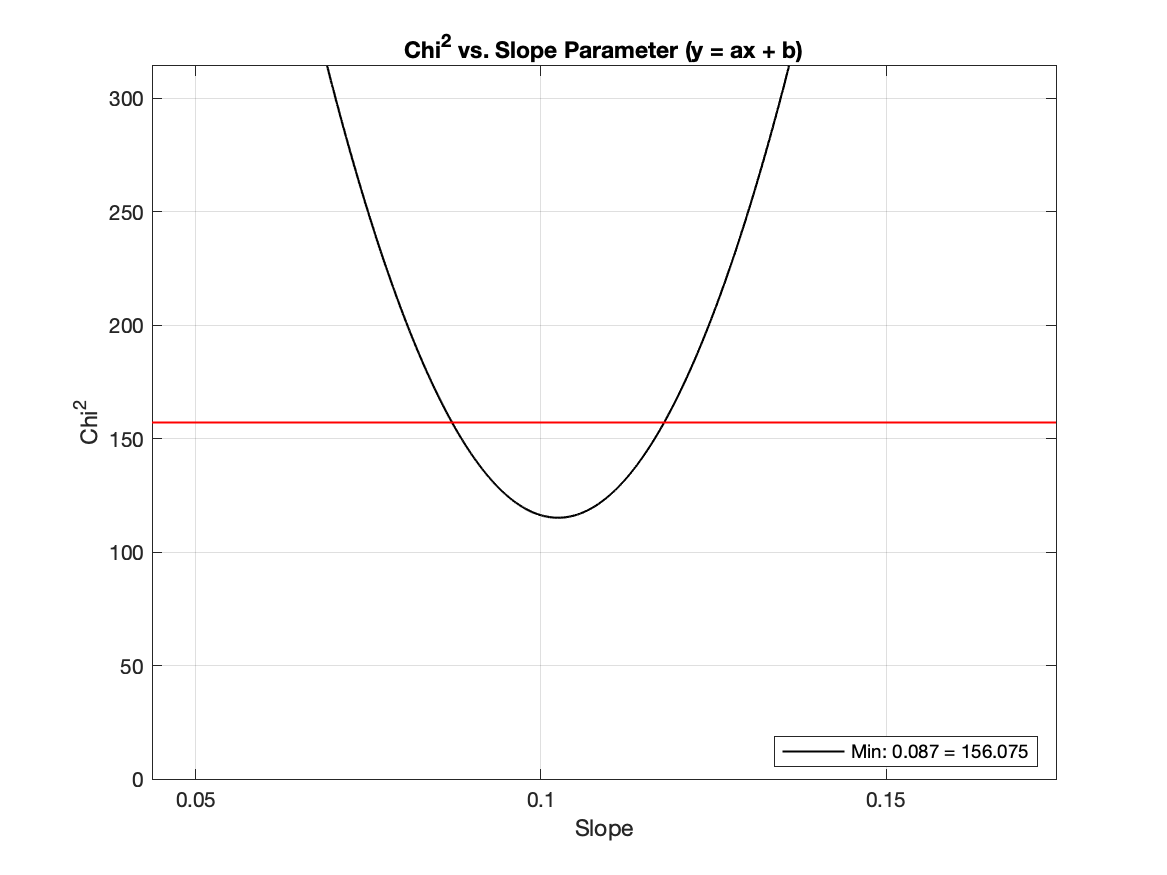 Chi² vs. Slope Parameter (y = ax + b)
300
250
200
150
100
50
0
Chi²
0.05 0.1 0.15
Slope
Min: 0.087 = 156.075